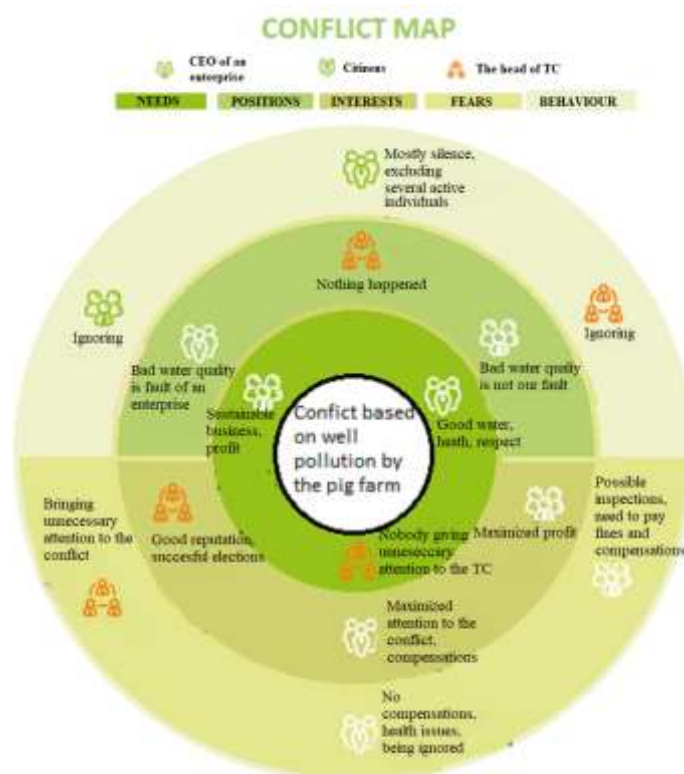 CONFLICT MAP
CEO of an
enterprise
Citizens
The head of TC
NEEDS
POSITIONS
INTERESTS
FEARS
BEHAVIOUR
Mostly silence,
excluding
several active
individuals
Nothing happened
Ignoring
Ignoring
Bad water quality
is fault of an
enterprise
Bad water quality
is not our fault
Sustainable
business,
profit
Confict based
on well
pollution by
the pig farm
Good water,
heath, respect
Bringing
unnecessary
attention to the
conflict
Good reputation,
succesful elections
Nobody giving
unneseccary
attention to the TC
Maximized profit
Possible
inspections,
need to pay
fines and
compensations
Maximized
attention to the
conflict,
compensations
No
compensations,
health issues,
being ignored